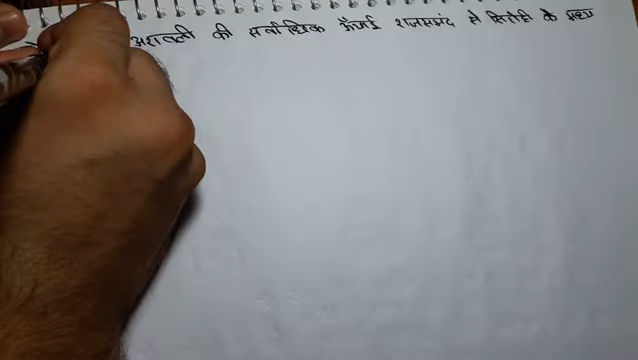 अरावली की सर्वाधिक ऊँचाई राजसमंद से सिरोही के मध्य